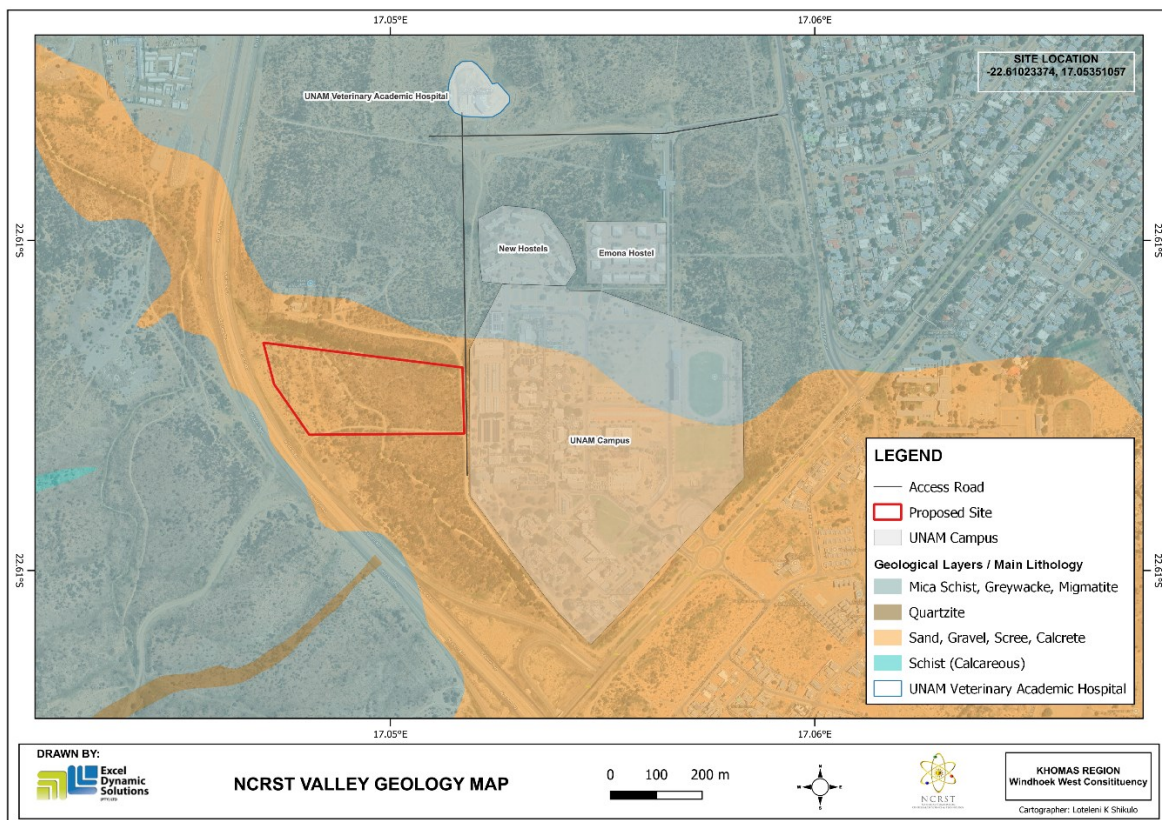 17.05°E
17.06°E
SITE LOCATION
-22.61023374, 17.05351057
UNAM Veterinary Academic Hospital
22.61°S
22.61°S
New Hostels
Emona Hostel
UNAM Campus
22.61°S
22.61°S
LEGEND
Access Road
Proposed Site
UNAM Campus
Geological Layers / Main Lithology
Mica Schist, Greywacke, Migmatite
Quartzite
Sand, Gravel, Scree, Calcrete
Schist (Calcareous)
UNAM Veterinary Academic Hospital
17.05°E
17.06°E
DRAWN BY:
Excel
Dynamic
Solutions
NCRST VALLEY GEOLOGY MAP
0 100 200 m
NCRST
KHOMAS REGION
Windhoek West Consitituency
Cartographer: Loteleni K Shikulo